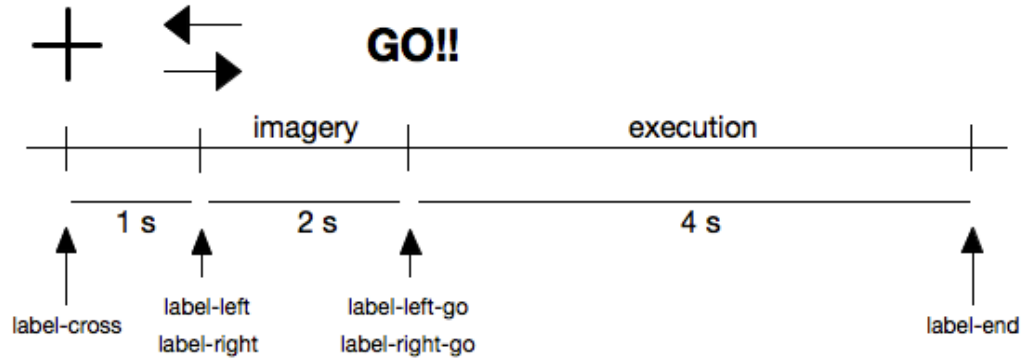 GO!!
imagery execution
1 s 2 s 4 s
label-cross
label-left
label-right
label-left-go
label-right-go
label-end